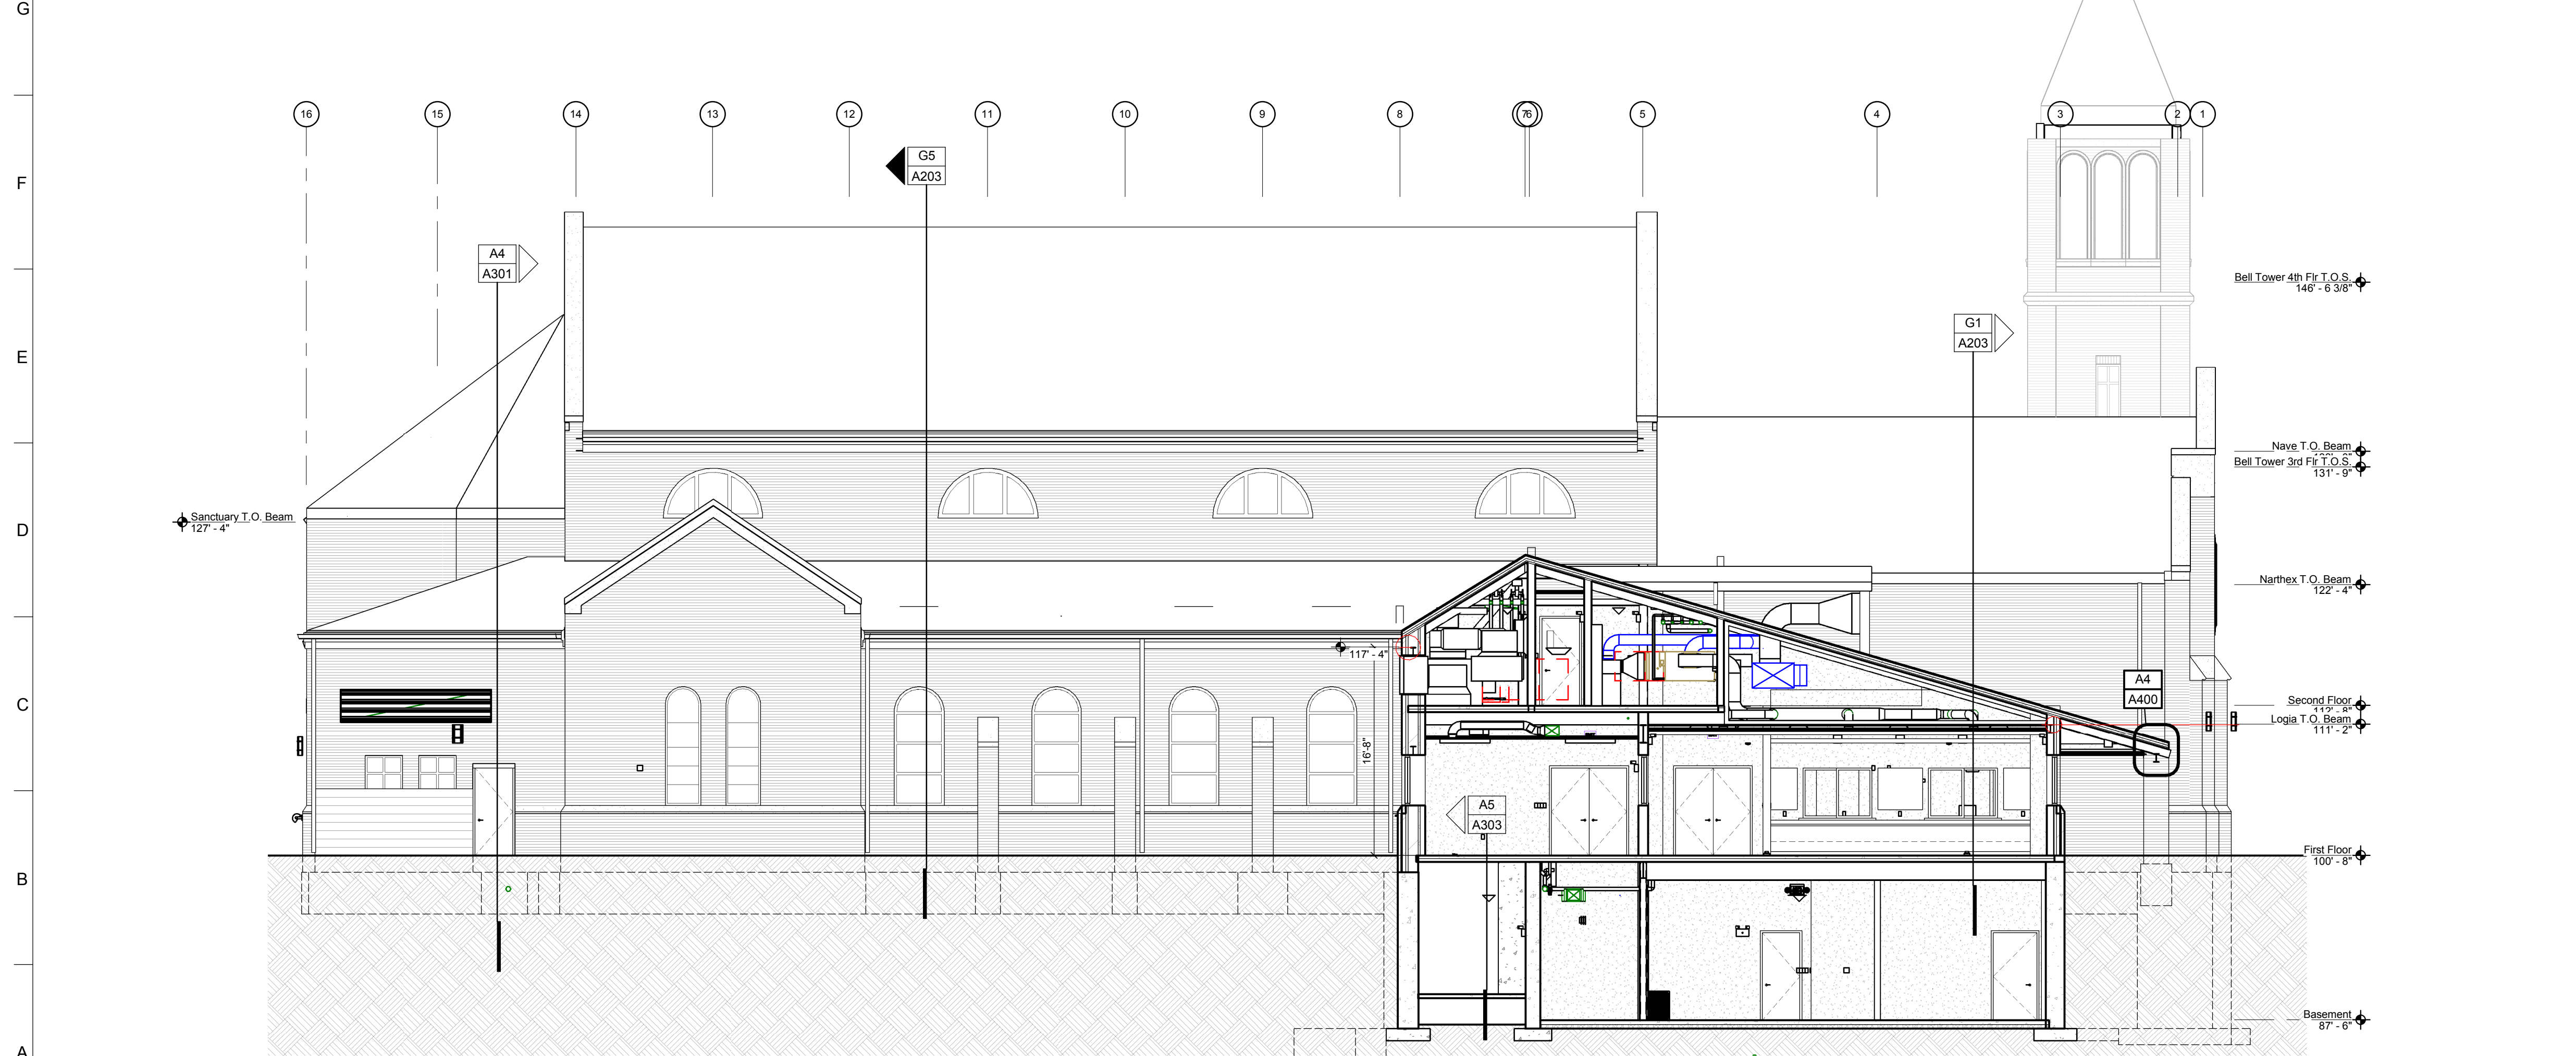 G
F
E
D
C
B
A
16
15
14
13
12
11
10
9
8
7
6
5
4
3
2
1
G5
A203
A4
A301
G1
A203
Bell Tower 4th Flr T.O.S.
146' - 6 3/8"
Nave T.O. Beam
Bell Tower 3rd Flr T.O.S.
131' - 9"
Sanctuary T.O. Beam
127' - 4"
Narthex T.O. Beam
122' - 4"
117' - 4"
A4
A400
Second Floor
112' - 8"
Logia T.O. Beam
111' - 2"
16'-8"
A5
A303
First Floor
100' - 8"
Basement
87' - 6"